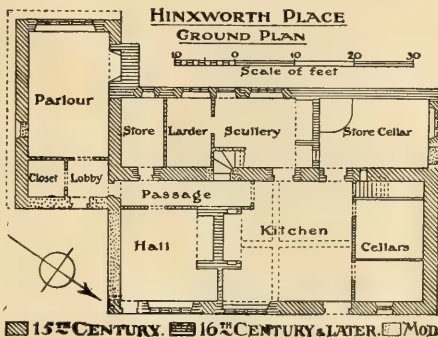 HINXWORTH PLACE
GROUND PLAN
10 0 10 20 30
Scale of feet
Parlour
Store Larder Scullery Store Cellar
Closet Lobby
Passage
Hall Kitchen Cellars
15TH CENTURY. 16TH CENTURY & LATER. MOD